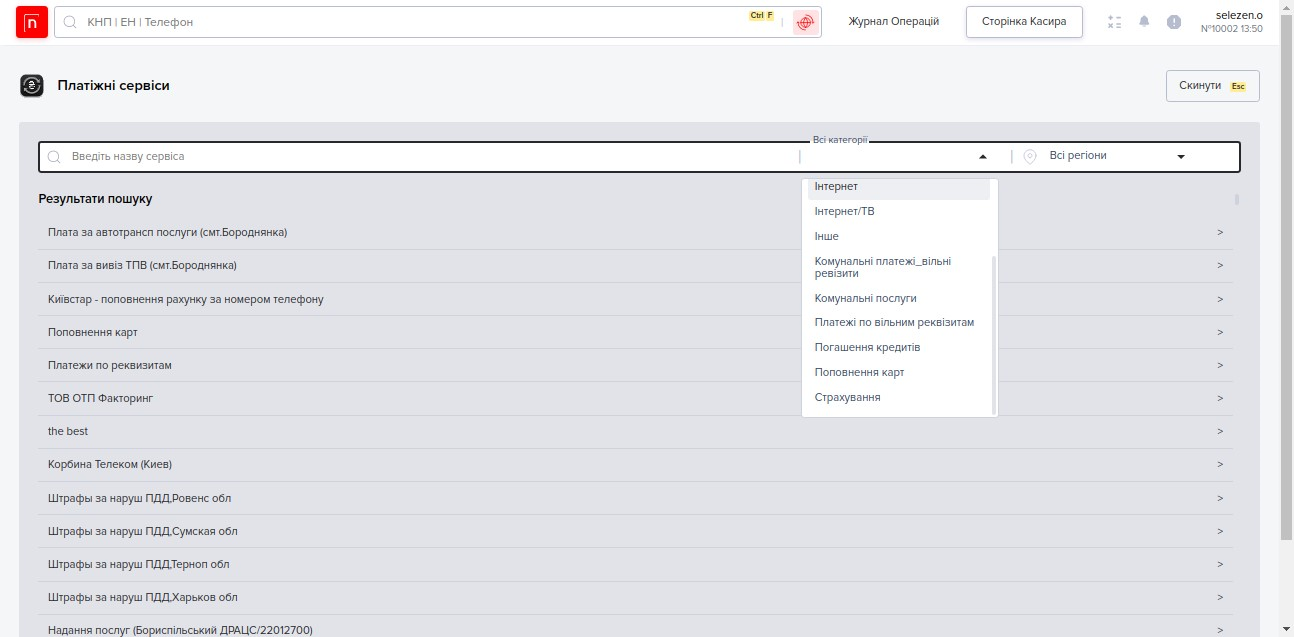 n
КНП | ЕН | Телефон
Ctrl F
Журнал Операцій
Сторінка Касира
selezen.o
№10002 13:50
Платіжні сервіси
Скинути Esc
Всі категорії
Введіть назву сервіса
Всі регіони
Результати пошуку
Плата за автотрансп послуги (смт.Бороднянка) >
Плата за вивіз ТПВ (смт.Бороднянка) >
Київстар - поповнення рахунку за номером телефону >
Поповнення карт >
Платежи по реквизитам >
ТОВ ОТП Факторинг >
the best >
Корбина Телеком (Киев) >
Штрафы за наруш ПДД,Ровенс обл >
Штрафы за наруш ПДД,Сумская обл >
Штрафы за наруш ПДД,Терноп обл >
Штрафы за наруш ПДД,Харьков обл >
Надання послуг (Бориспільський ДРАЦС/22012700) >
Інтернет
Інтернет/ТВ
Інше
Комунальні платежі_вільні
ревізити
Комунальні послуги
Платежі по вільним реквізитам
Погашення кредитів
Поповнення карт
Страхування